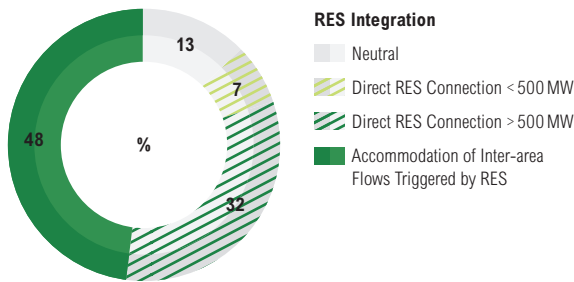 RES Integration
Neutral
Direct RES Connection < 500 MW
Direct RES Connection > 500 MW
Accommodation of Inter-area
Flows Triggered by RES
13
7
32
48
%